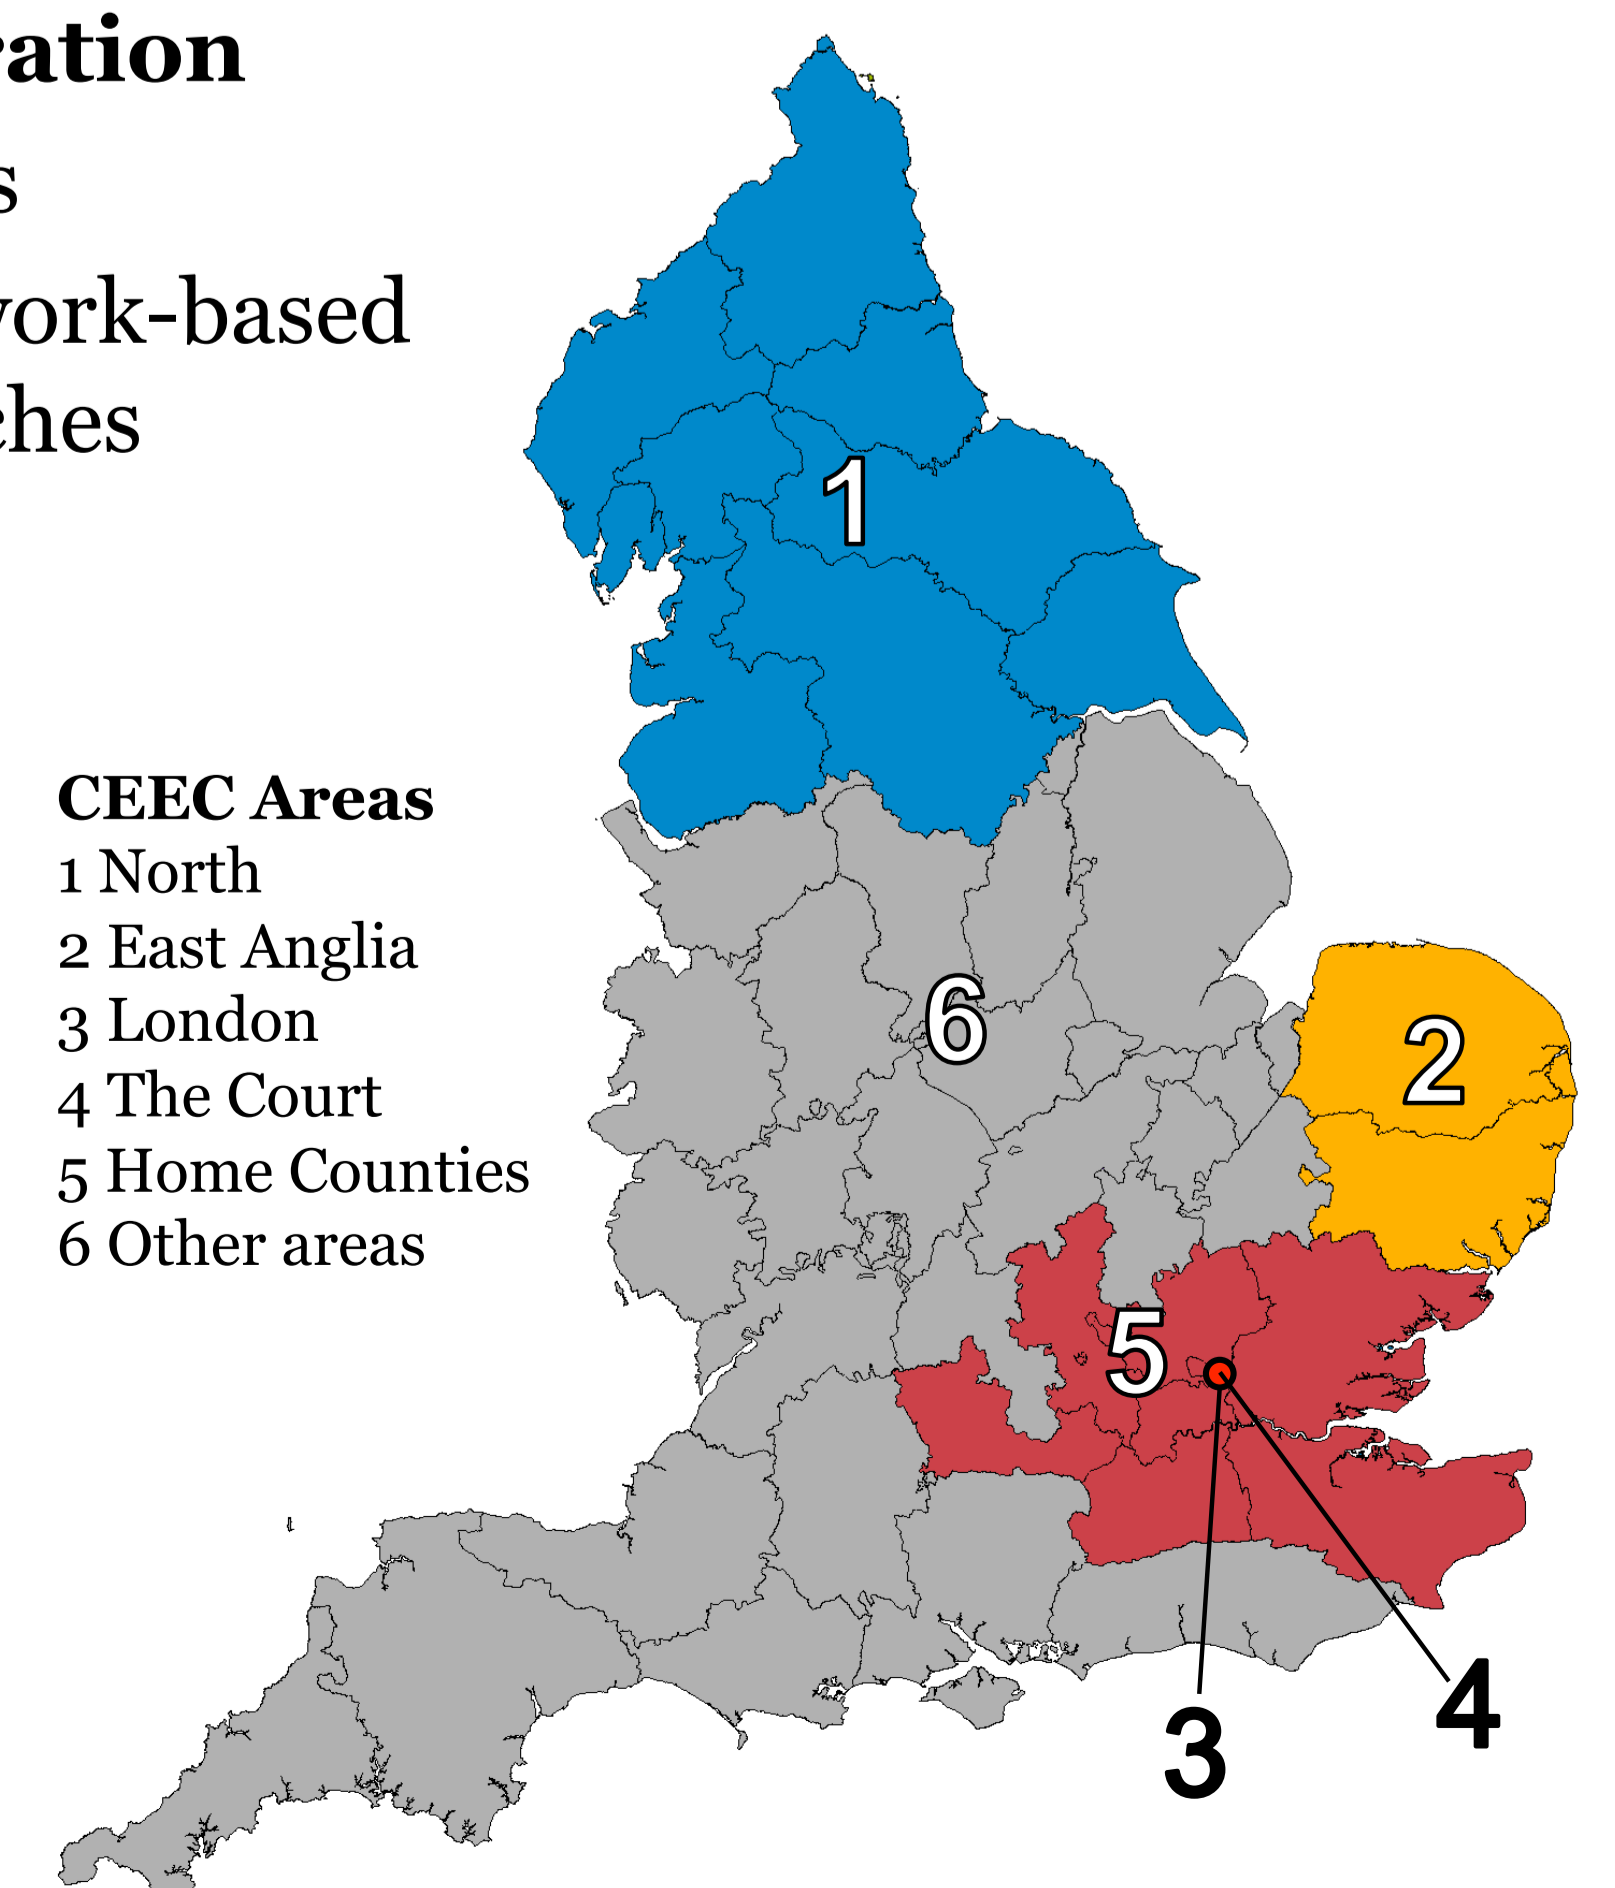 ration
s
work-based
ches
CEEC Areas
1 North
2 East Anglia
3 London
4 The Court
5 Home Counties
6 Other areas
1
2
6
5
3
4